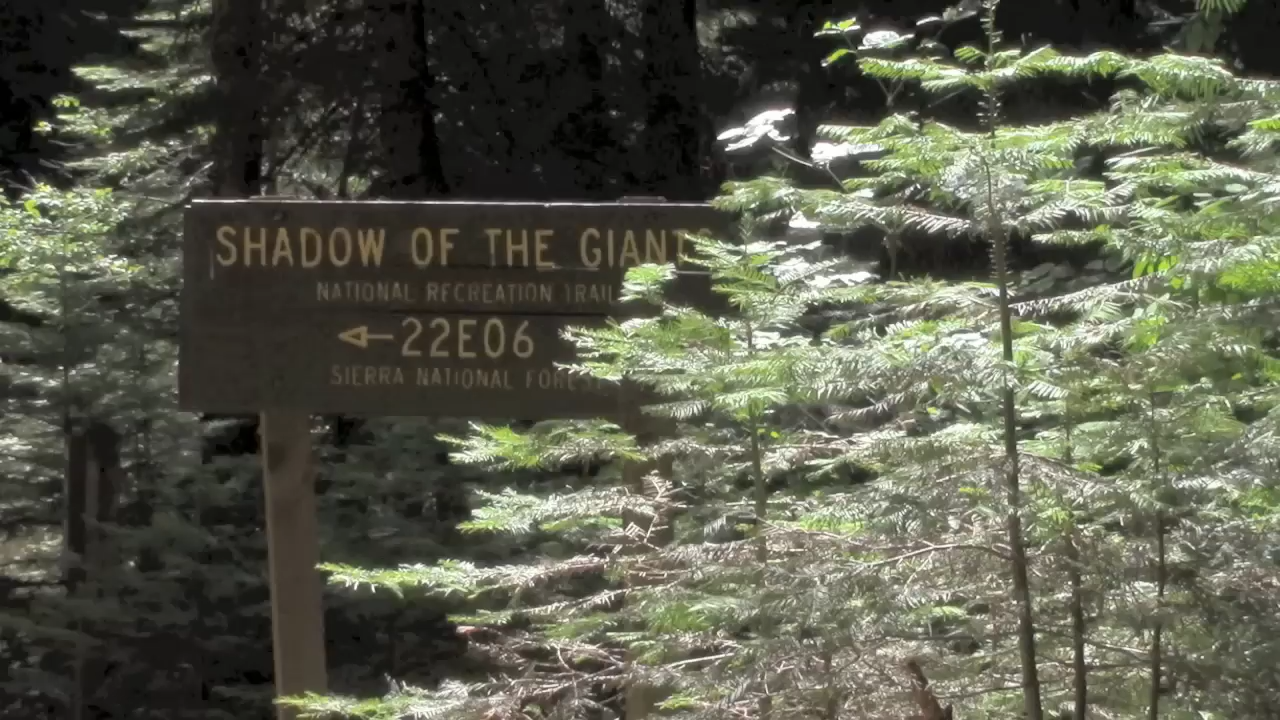 SHADOW OF THE GIANTS
NATIONAL RECREATION TRAIL
←22E06
SIERRA NATIONAL FOREST